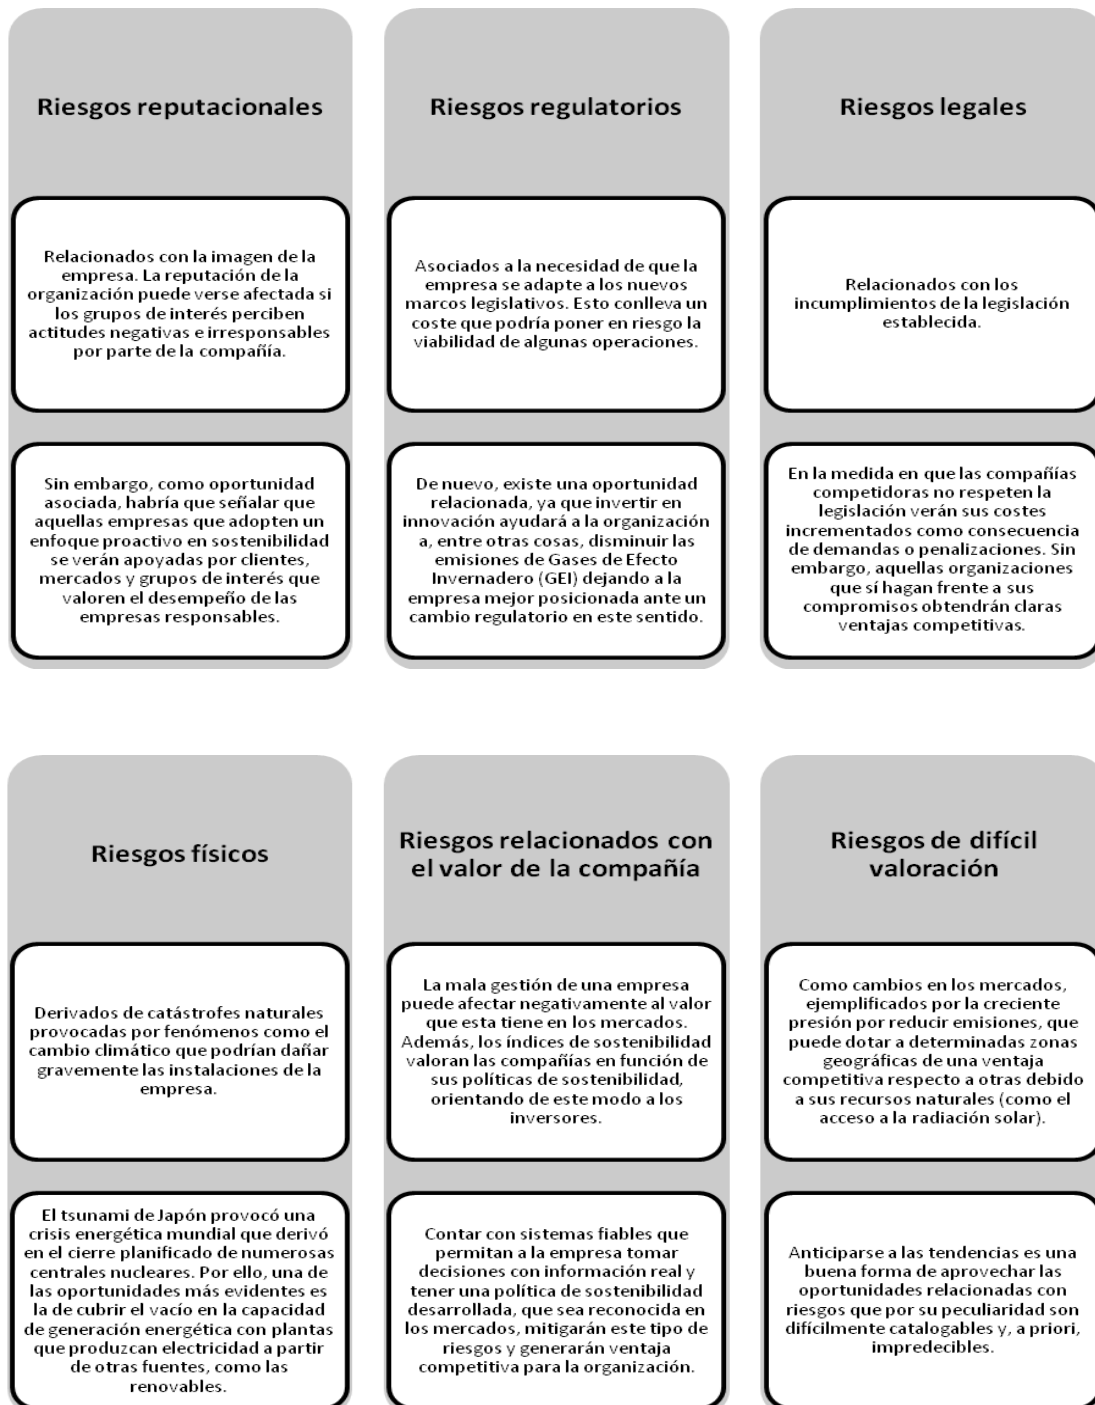 Riesgos reputacionales
Relacionados con la imagen de la
empresa. La reputación de la
organización puede verse afectada si
los grupos de interés perciben
actitudes negativas e irresponsables
por parte de la compañía.
Sin embargo, como oportunidad
asociada, habría que señalar que
aquellas empresas que adopten un
enfoque proactivo en sostenibilidad
se verán apoyadas por clientes,
mercados y grupos de interés que
valoren el desempeño de las
empresas responsables.
Riesgos regulatorios
Asociados a la necesidad de que la
empresa se adapte a los nuevos
marcos legislativos. Esto conlleva un
coste que podría poner en riesgo la
viabilidad de algunas operaciones.
De nuevo, existe una oportunidad
relacionada, ya que invertir en
innovación ayudará a la organización
a, entre otras cosas, disminuir las
emisiones de Gases de Efecto
Invernadero (GEI) dejando a la
empresa mejor posicionada ante un
cambio regulatorio en este sentido.
Riesgos legales
Relacionados con los
incumplimientos de la legislación
establecida.
En la medida en que las compañías
competidoras no respeten la
legislación verán sus costes
incrementados como consecuencia
de demandas o penalizaciones. Sin
embargo, aquellas organizaciones
que sí hagan frente a sus
compromisos obtendrán claras
ventajas competitivas.
Riesgos físicos
Derivados de catástrofes naturales
provocadas por fenómenos como el
cambio climático que podrían dañar
gravemente las instalaciones de la
empresa.
El tsunami de Japón provocó una
crisis energética mundial que derivó
en el cierre planificado de numerosas
centrales nucleares. Por ello, una de
las oportunidades más evidentes es
la de cubrir el vacío en la capacidad
de generación energética con plantas
que produzcan electricidad a partir
de otras fuentes, como las
renovables.
Riesgos relacionados con
el valor de la compañía
La mala gestión de una empresa
puede afectar negativamente al valor
que esta tiene en los mercados.
Además, los índices de sostenibilidad
valoran las compañías en función de
sus políticas de sostenibilidad,
orientando de este modo a los
inversores.
Contar con sistemas fiables que
permitan a la empresa tomar
decisiones con información real y
tener una política de sostenibilidad
desarrollada, que sea reconocida en
los mercados, mitigarán este tipo de
riesgos y generarán ventaja
competitiva para la organización.
Riesgos de difícil
valoración
Como cambios en los mercados,
ejemplificados por la creciente
presión por reducir emisiones, que
puede dotar a determinadas zonas
geográficas de una ventaja
competitiva respecto a otras debido
a sus recursos naturales (como el
acceso a la radiación solar).
Anticiparse a las tendencias es una
buena forma de aprovechar las
oportunidades relacionadas con
riesgos que por su peculiaridad son
difícilmente catalogables y, a priori,
impredecibles.